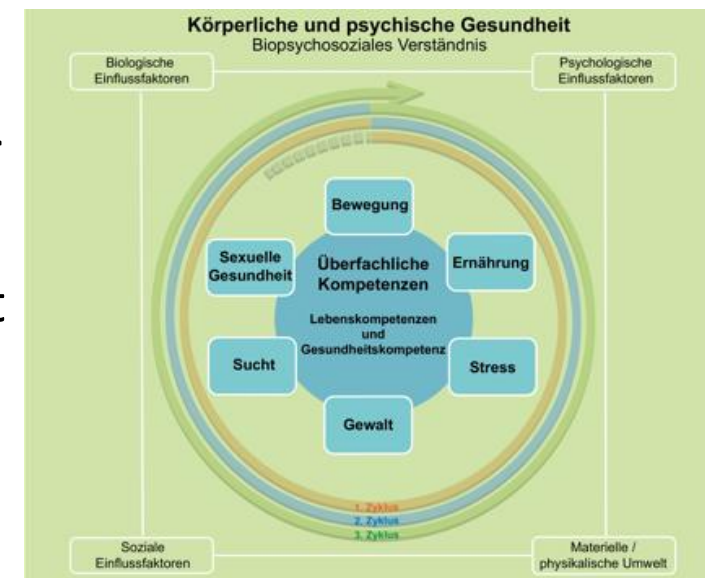 Körperliche und psychische Gesundheit
Biopsychosoziales Verständnis
Biologische
Einflussfaktoren
Psychologische
Einflussfaktoren
Bewegung
Sexuelle
Gesundheit
Überfachliche
Kompetenzen
Ernährung
Lebenskompetenzen
und
Gesundheitskompetenz
Sucht
Stress
Gewalt
1. Zyklus
2. Zyklus
3. Zyklus
Soziale
Einflussfaktoren
Materielle /
physikalische Umwelt
t